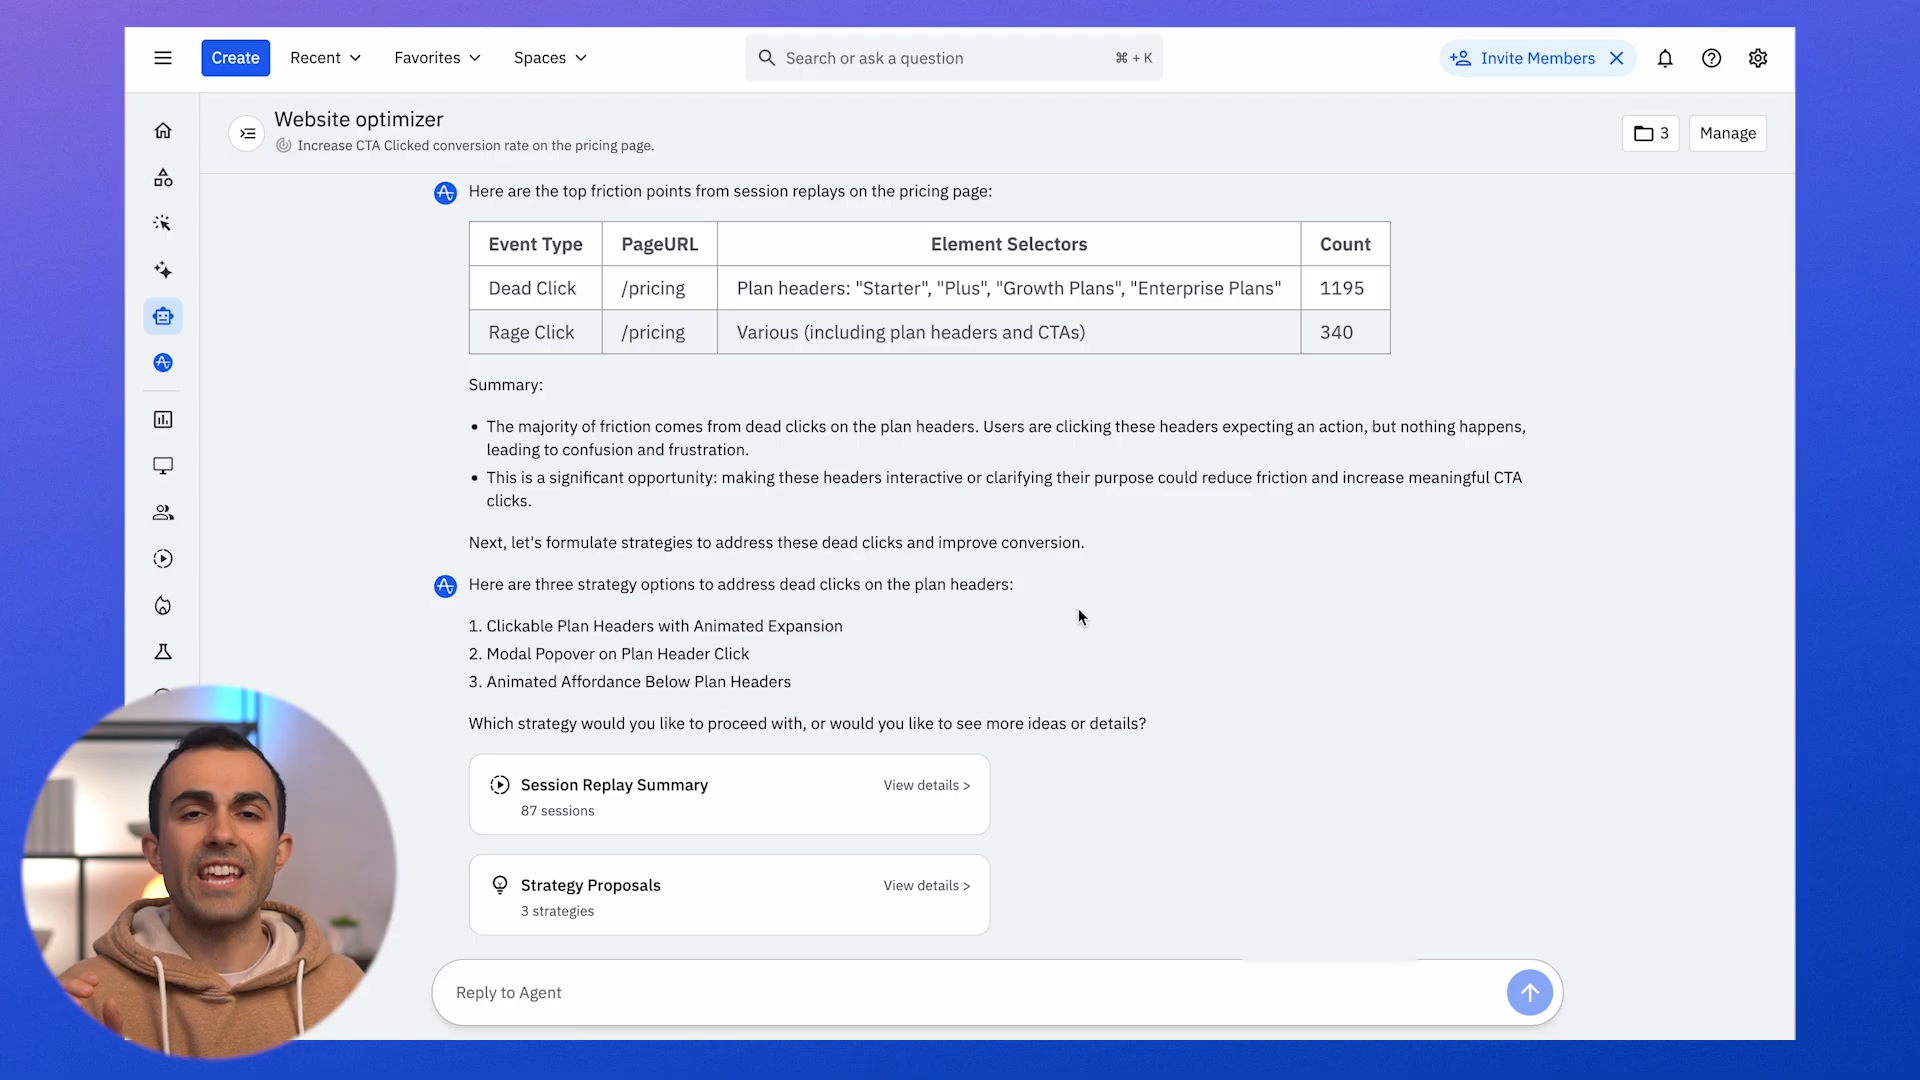 Create
Recent
Favorites
Spaces
Search or ask a question
⌘ + K
Invite Members
Website optimizer
Increase CTA Clicked conversion rate on the pricing page.
3
Manage
Here are the top friction points from session replays on the pricing page:
Event Type PageURL Element Selectors Count
Dead Click /pricing Plan headers: "Starter", "Plus", "Growth Plans", "Enterprise Plans" 1195
Rage Click /pricing Various (including plan headers and CTAs) 340
Summary:
• The majority of friction comes from dead clicks on the plan headers. Users are clicking these headers expecting an action, but nothing happens,
leading to confusion and frustration.
• This is a significant opportunity: making these headers interactive or clarifying their purpose could reduce friction and increase meaningful CTA
clicks.
Next, let's formulate strategies to address these dead clicks and improve conversion.
Here are three strategy options to address dead clicks on the plan headers:
1. Clickable Plan Headers with Animated Expansion
2. Modal Popover on Plan Header Click
3. Animated Affordance Below Plan Headers
Which strategy would you like to proceed with, or would you like to see more ideas or details?
Session Replay Summary
View details >
87 sessions
Strategy Proposals
View details >
3 strategies
Reply to Agent